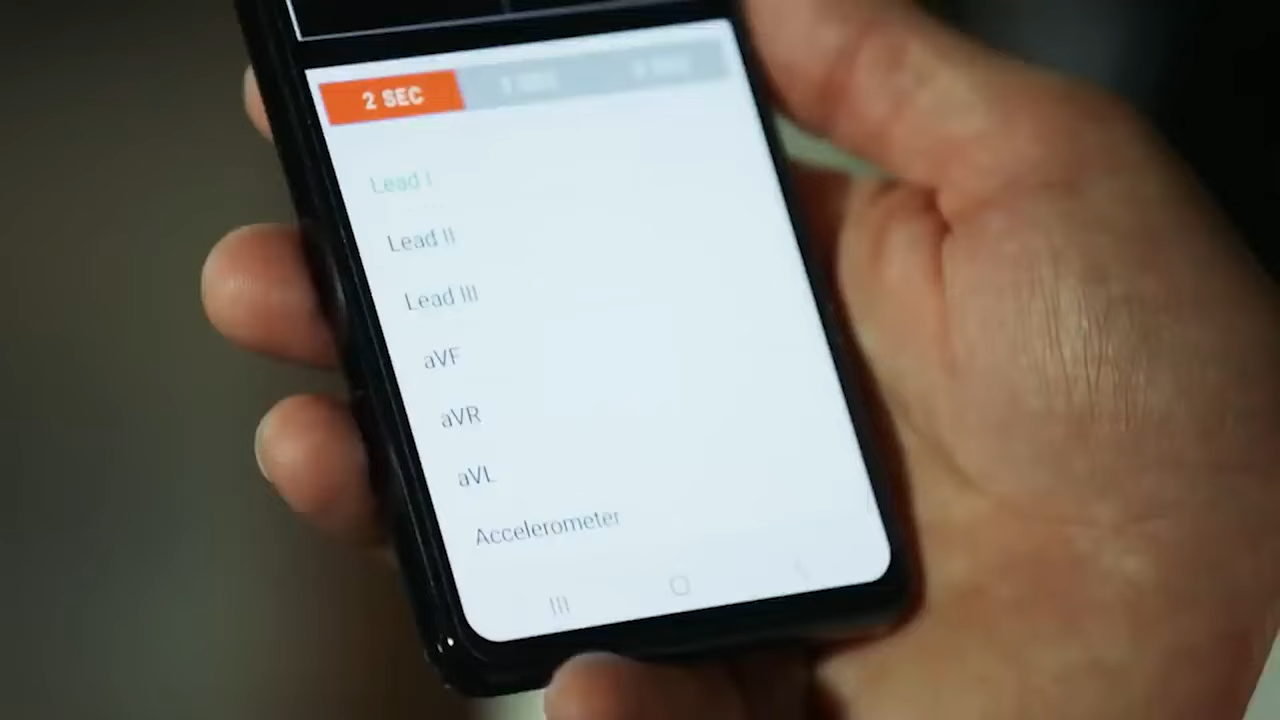 2 SEC
Lead I
Lead II
Lead III
aVF
aVR
aVL
Accelerometer